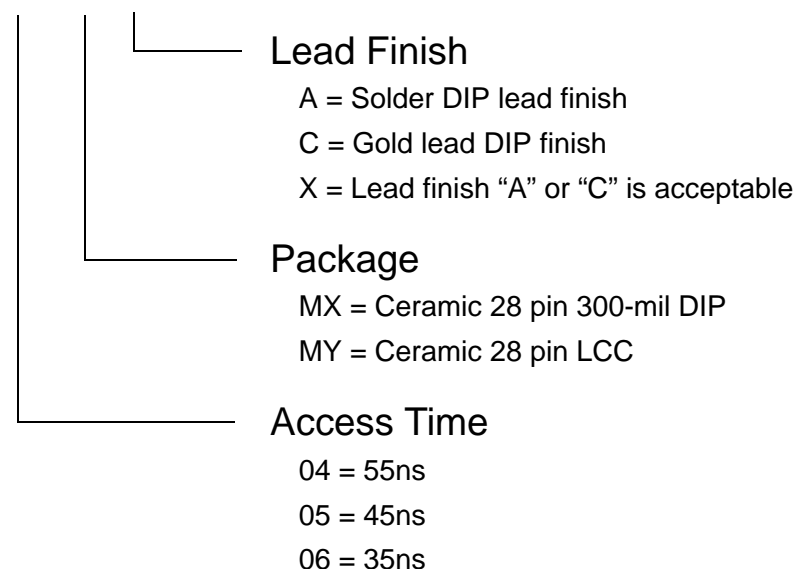 Lead Finish
A = Solder DIP lead finish
C = Gold lead DIP finish
X = Lead finish “A” or “C” is acceptable
Package
MX = Ceramic 28 pin 300-mil DIP
MY = Ceramic 28 pin LCC
Access Time
04 = 55ns
05 = 45ns
06 = 35ns